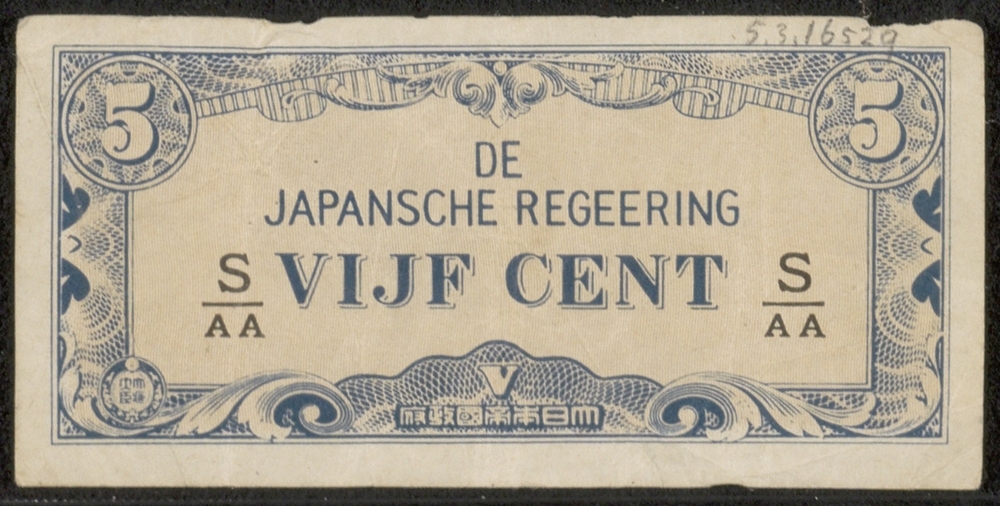 5.3.16529
5 5
DE
JAPANSCHE REGEERING
VIJF CENT
S S
AA AA
V
府政國帝本日大